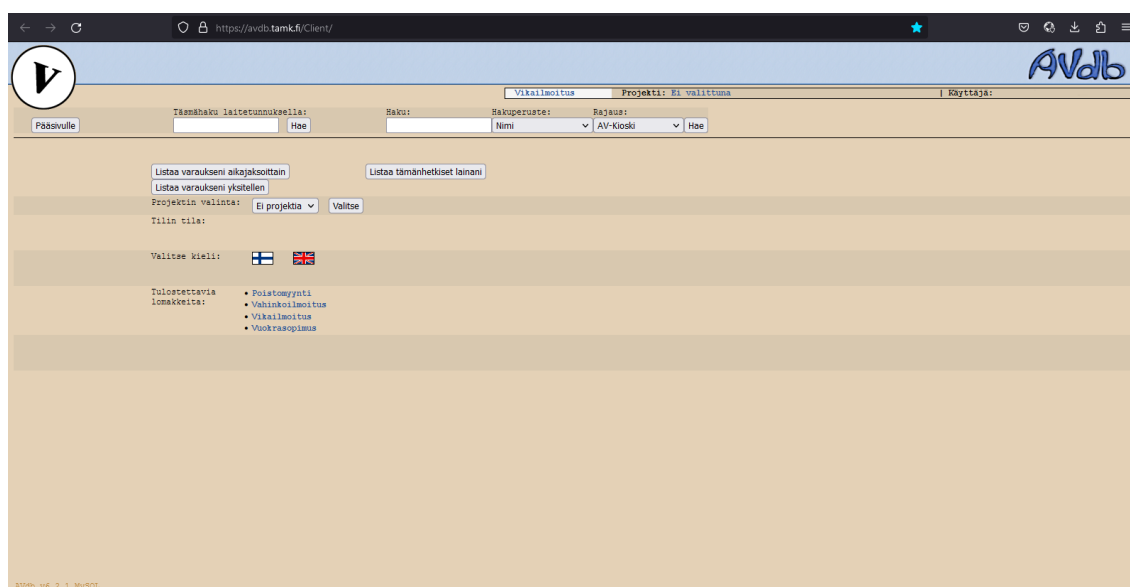 https://avdb.tamk.fi/Client/
V
AVdb
Vikailmoitus Projekti: Ei valittuna | Käyttäjä:
Täsmähaku laitetunnuksella: Haku: Hakuperuste: Rajaus:
Pääsivulle Hae Nimi AV-Kioski Hae
Listaa varaukseni aikajaksoittain Listaa tämänhetkiset lainani
Listaa varaukseni yksitellen
Projektin valinta: Ei projektia Valitse
Tilin tila:
Valitse kieli:
Tulostettavia
lomakkeita:
• Poistomyynti
• Vahinkoilmoitus
• Vikailmoitus
• Vuokrasopimus